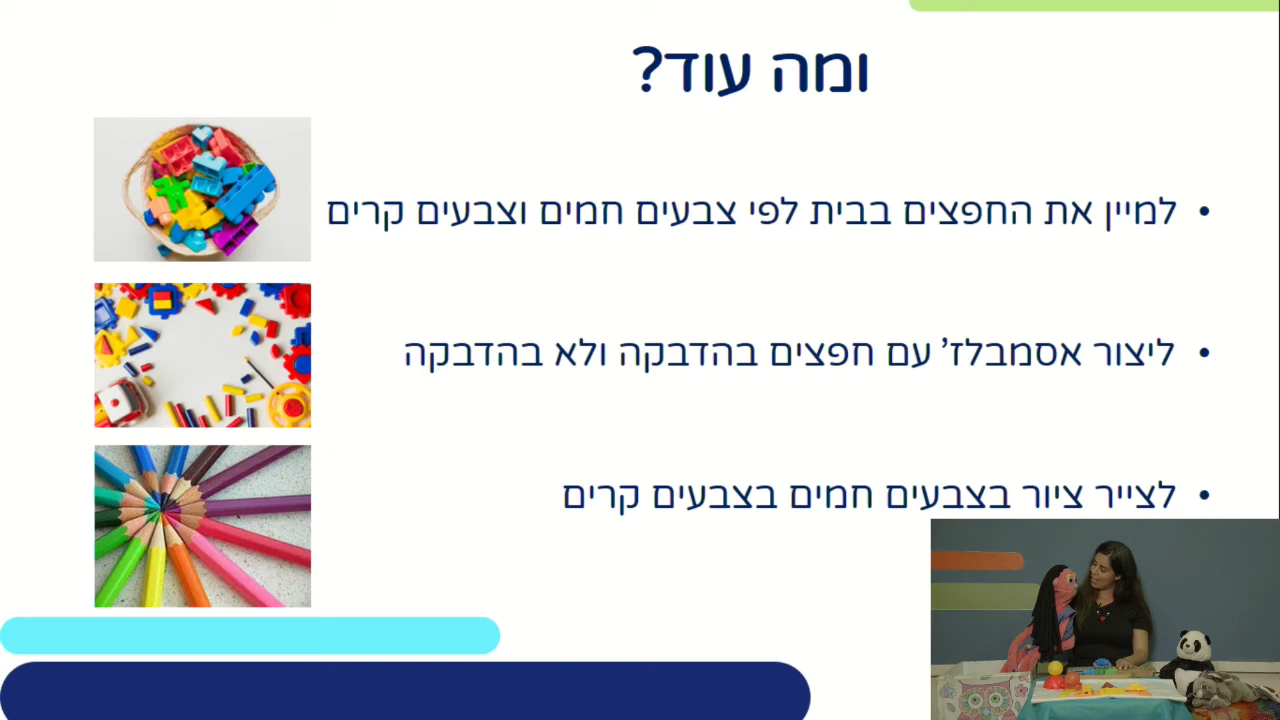 ומה עוד?
• למיין את החפצים בבית לפי צבעים חמים וצבעים קרים
• ליצור אסמבלז' עם חפצים בהדבקה ולא בהדבקה
• לצייר ציור בצבעים חמים בצבעים קרים